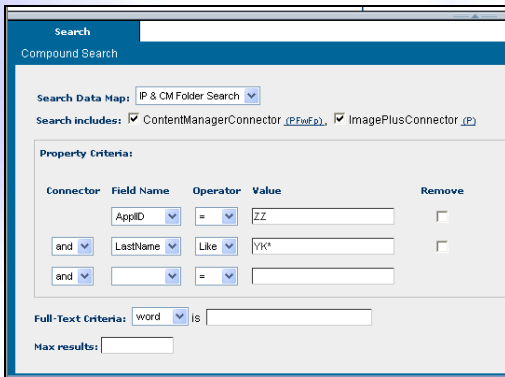 Search
Compound Search
Search Data Map: IP & CM Folder Search
Search includes: ContentManagerConnector (PFwFp), ImagePlusConnector (P)
Property Criteria:
Connector Field Name Operator Value Remove
ApplID = ZZ
and LastName Like YK*
and =
Full-Text Criteria: word is
Max results: